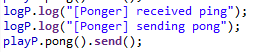 logP.log("[Ponger] received ping");
logP.log("[Ponger] sending pong");
playP.pong().send();